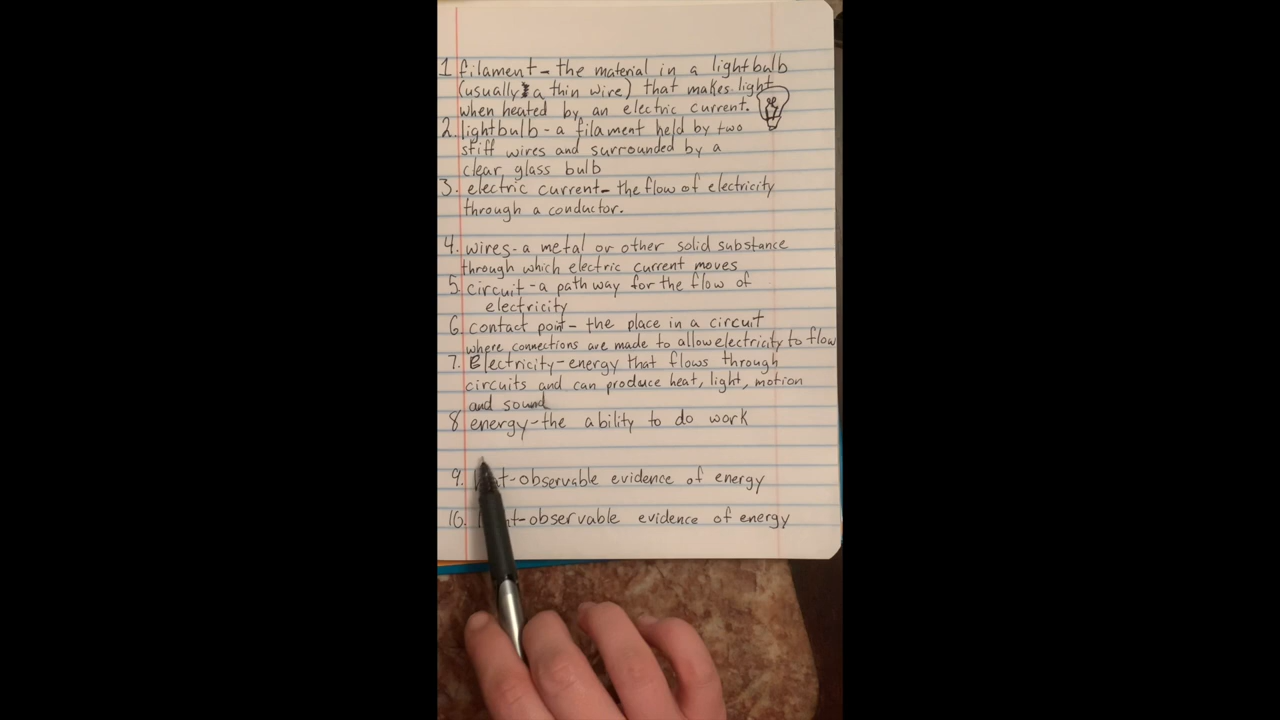 1 filament - the material in a lightbulb
(usually a thin wire) that makes light
when heated by an electric current.
2. lightbulb - a filament held by two
stiff wires and surrounded by a
clear glass bulb
3. electric current - the flow of electricity
through a conductor.
4. wires - a metal or other solid substance
through which electric current moves
5. circuit - a path way for the flow of
electricity
6. contact point - the place in a circuit
where connections are made to allow electricity to flow
7. Electricity - energy that flows through
circuits and can produce heat, light, motion
and sound
8 energy - the ability to do work
9. - observable evidence of energy
10. - observable evidence of energy